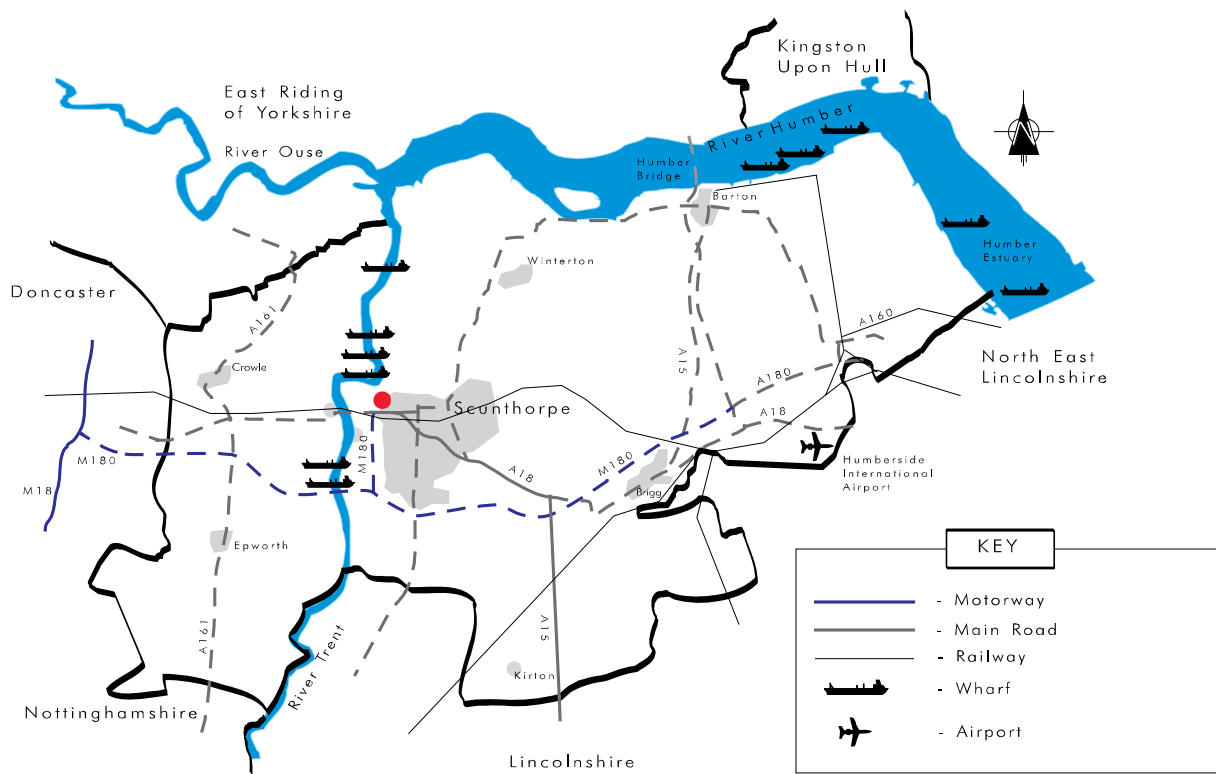 Kingston
Upon Hull
East Riding
of Yorkshire
River Ouse
River Humber
Humber
Bridge
Barton
Humber
Estuary
Winterton
Doncaster
A161
A160
North East
Lincolnshire
Crowle
A15
A180
Scunthorpe
A18
M180
M180
M180
A18
Humberside
International
Airport
M18
Brigg
Epworth
KEY
- Motorway
- Main Road
- Railway
- Wharf
- Airport
A161
A15
River Trent
Kirton
Nottinghamshire
Lincolnshire